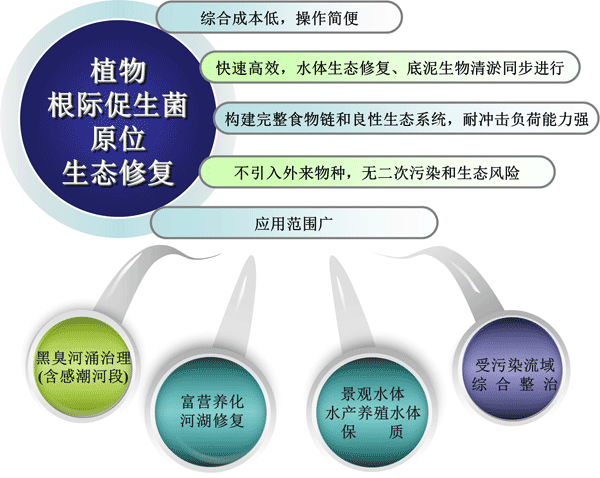 综合成本低，操作简便
植物
根际促生菌
原位
生态修复
快速高效，水体生态修复、底泥生物清淤同步进行
构建完整食物链和良性生态系统，耐冲击负荷能力强
不引入外来物种，无二次污染和生态风险
应用范围广
黑臭河涌治理
(含感潮河段)
富营养化
河湖修复
景观水体
水产养殖水体
保 质
受污染流域
综合整治